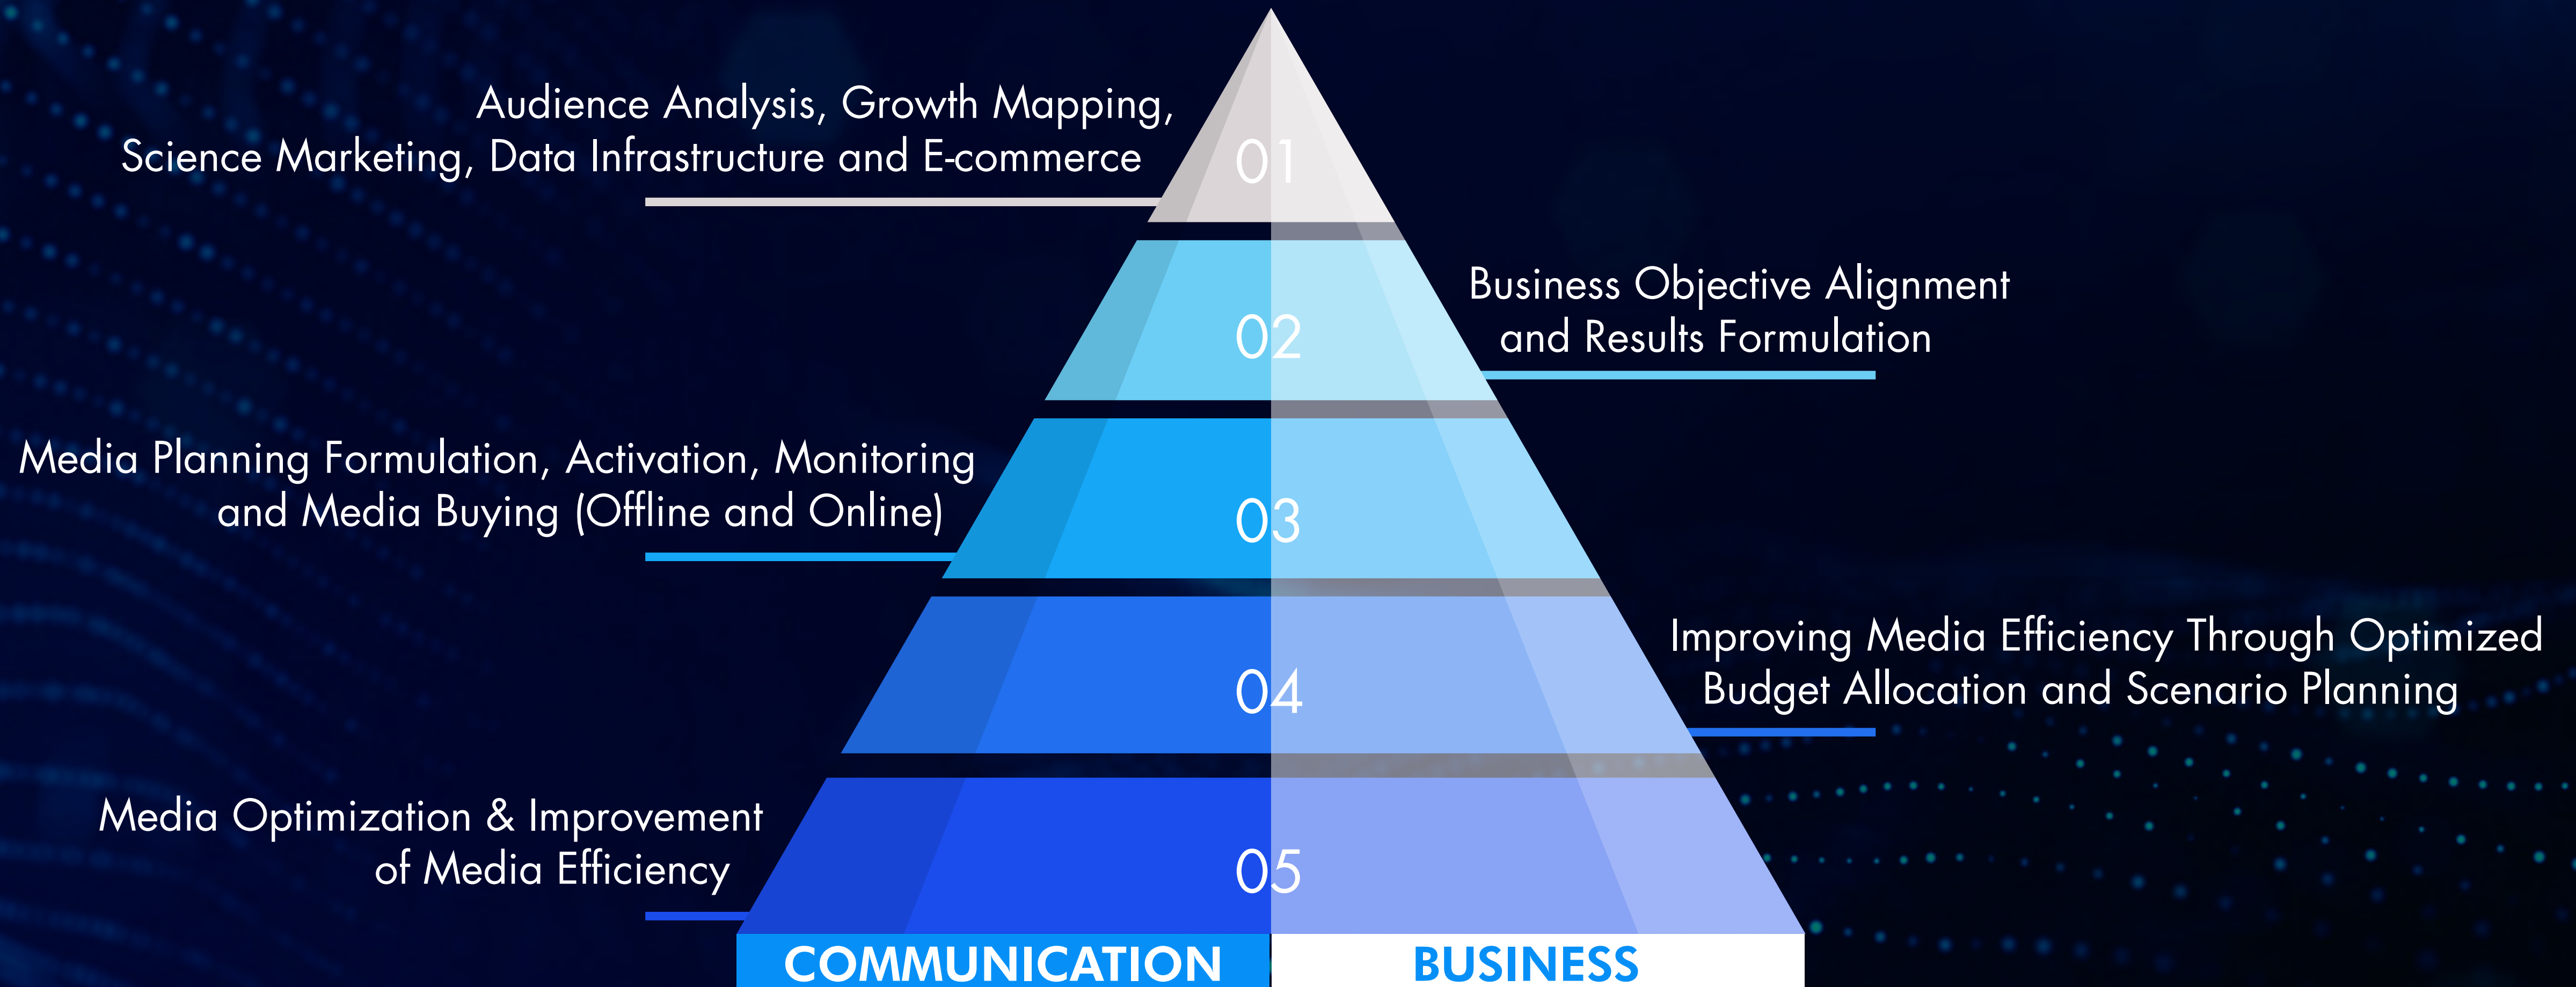 Audience Analysis, Growth Mapping,
Science Marketing, Data Infrastructure and E-commerce
01
Business Objective Alignment
and Results Formulation
02
Media Planning Formulation, Activation, Monitoring
and Media Buying (Offline and Online)
03
Improving Media Efficiency Through Optimized
Budget Allocation and Scenario Planning
04
Media Optimization & Improvement
of Media Efficiency
05
COMMUNICATION
BUSINESS